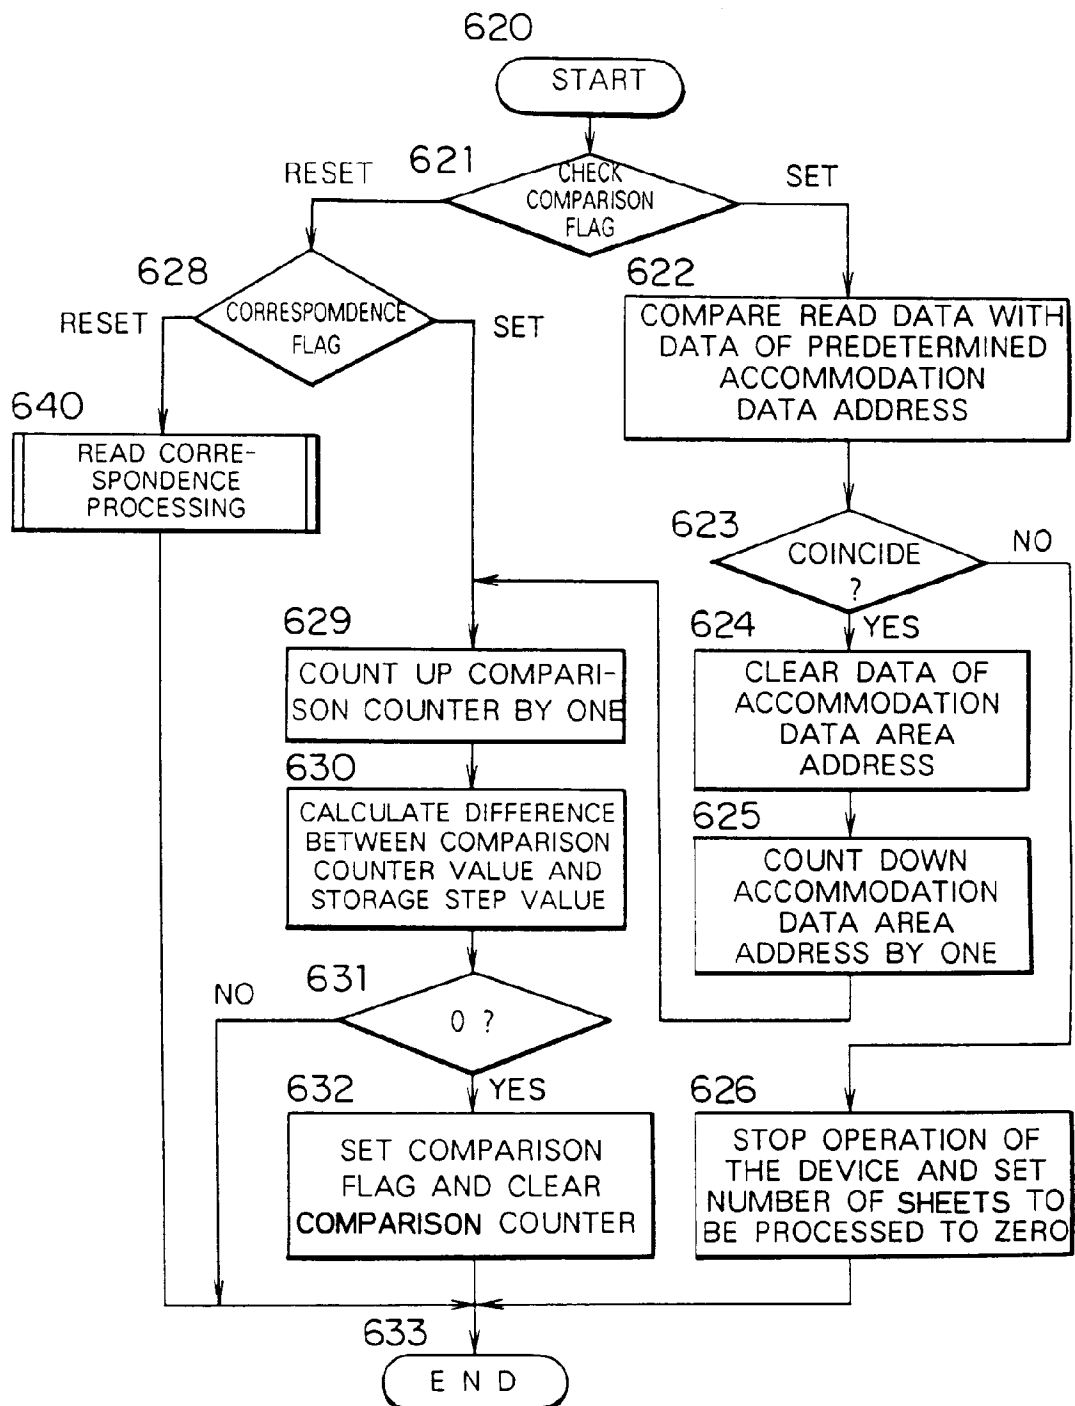 620
START
621
RESET
CHECK
COMPARISON
FLAG
SET
628
RESET
CORRESPOMDENCE
FLAG
SET
622
COMPARE READ DATA WITH
DATA OF PREDETERMINED
ACCOMMODATION
DATA ADDRESS
640
READ CORRE-
SPONDENCE
PROCESSING
623
COINCIDE
?
NO
YES
629
COUNT UP COMPARI-
SON COUNTER BY ONE
624
CLEAR DATA OF
ACCOMMODATION
DATA AREA
ADDRESS
630
CALCULATE DIFFERENCE
BETWEEN COMPARISON
COUNTER VALUE AND
STORAGE STEP VALUE
625
COUNT DOWN
ACCOMMODATION
DATA AREA
ADDRESS BY ONE
631
NO
0 ?
YES
632
SET COMPARISON
FLAG AND CLEAR
COMPARISON COUNTER
626
STOP OPERATION OF
THE DEVICE AND SET
NUMBER OF SHEETS TO
BE PROCESSED TO ZERO
633
END